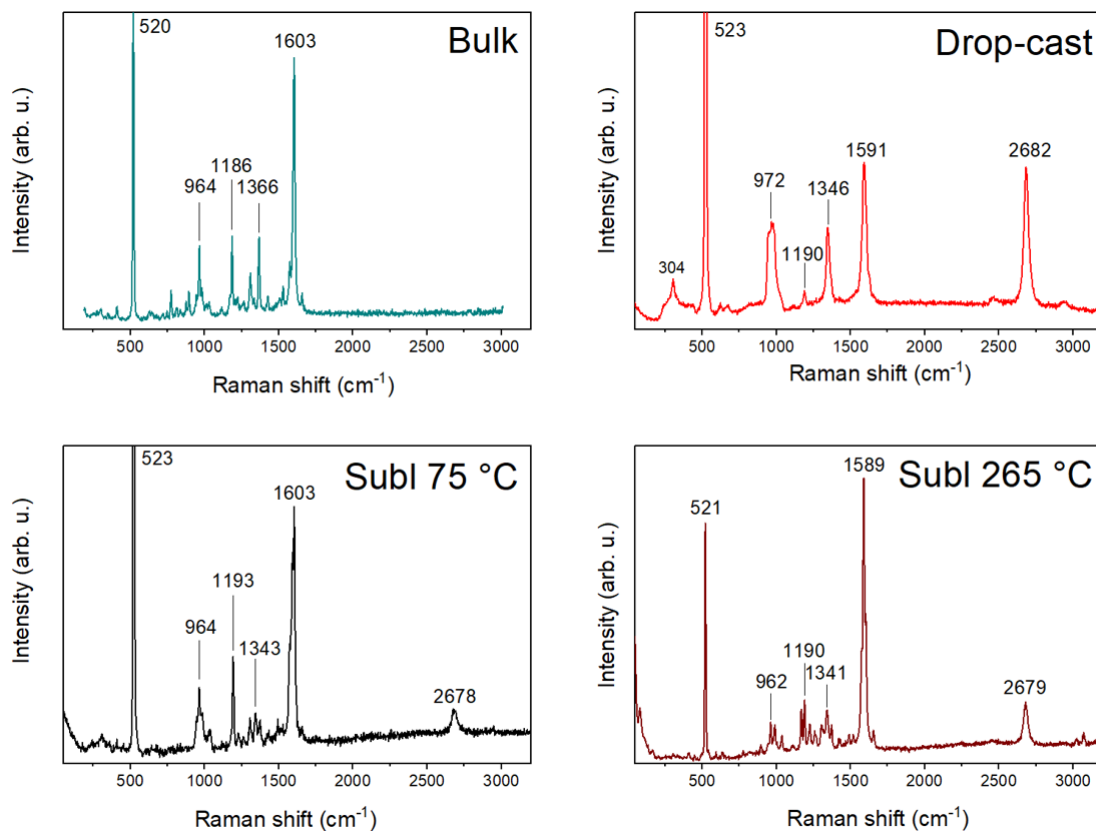 Bulk
520
1603
1186
964
1366
Intensity (arb. u.)
500 1000 1500 2000 2500 3000
Raman shift (cm⁻¹)
Drop-cast
523
1591
2682
972
1346
1190
304
Intensity (arb. u.)
500 1000 1500 2000 2500 3000
Raman shift (cm⁻¹)
Subl 75 °C
523
1603
1193
964
1343
2678
Intensity (arb. u.)
500 1000 1500 2000 2500 3000
Raman shift (cm⁻¹)
Subl 265 °C
1589
521
1190
962
1341
2679
Intensity (arb. u.)
500 1000 1500 2000 2500 3000
Raman shift (cm⁻¹)